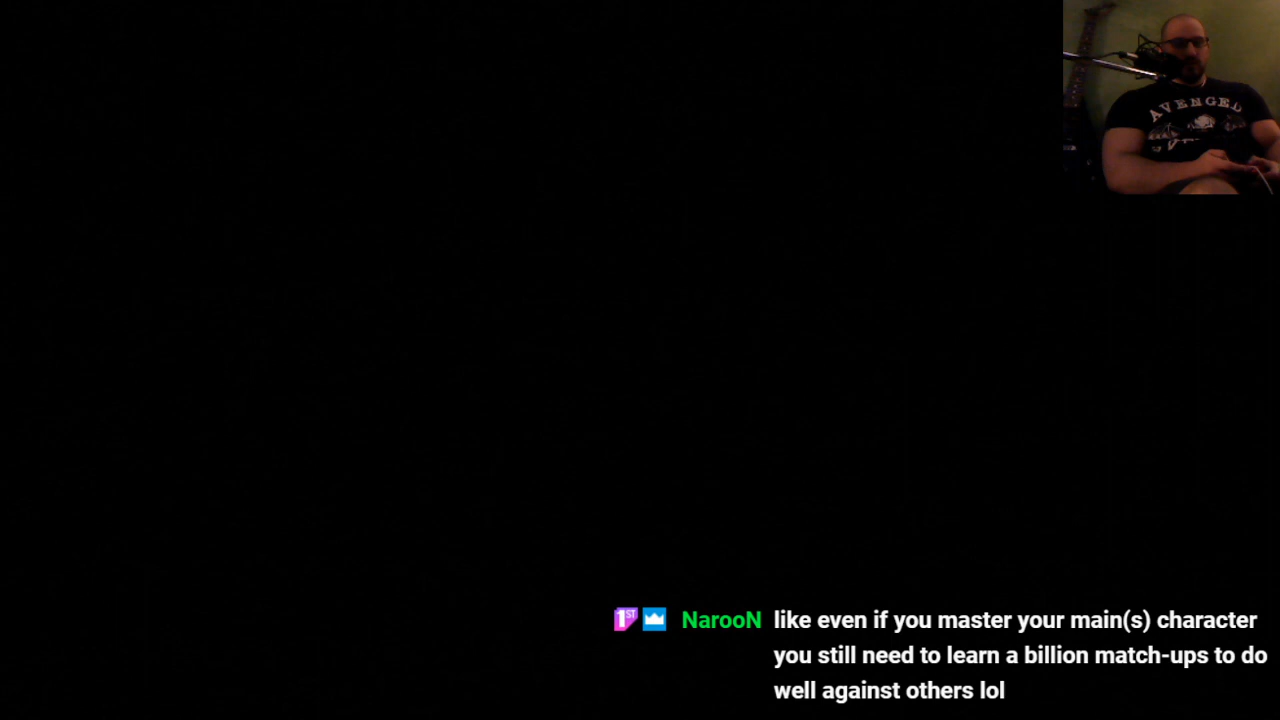 AVENGED
1ST NarooN like even if you master your main(s) character
you still need to learn a billion match-ups to do
well against others lol